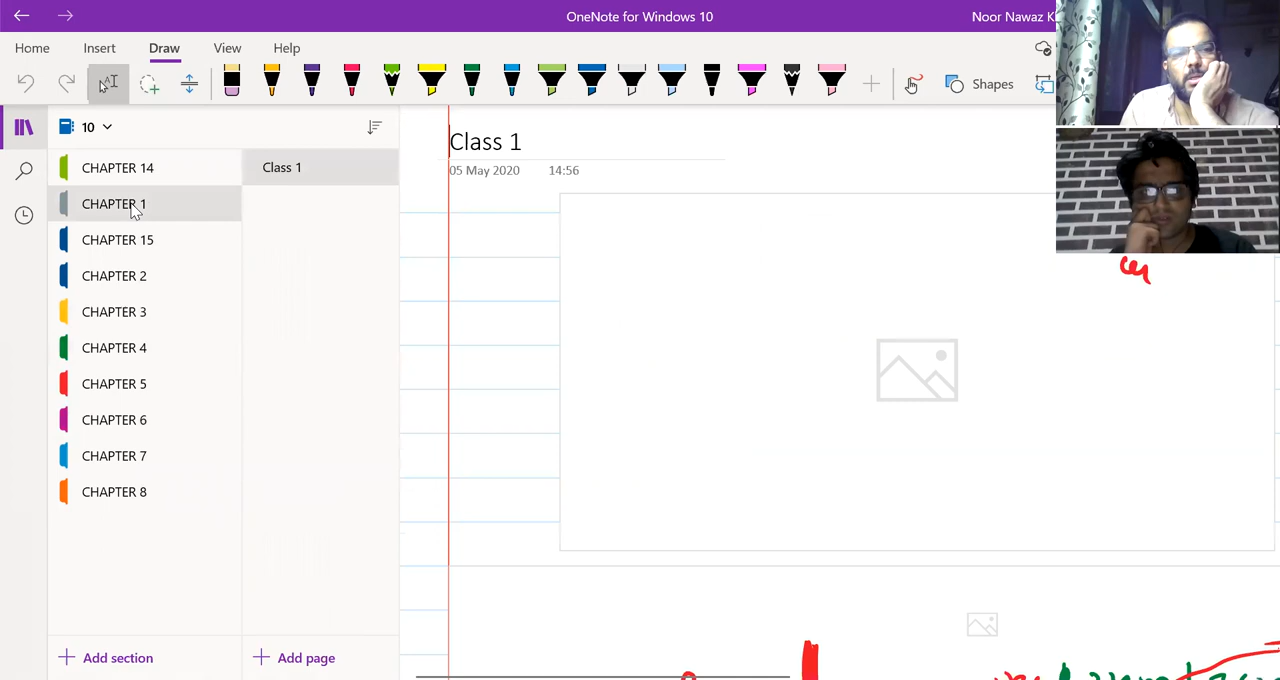 OneNote for Windows 10
Noor Nawaz K
Home Insert Draw View Help
Shapes
10
CHAPTER 14
CHAPTER 1
CHAPTER 15
CHAPTER 2
CHAPTER 3
CHAPTER 4
CHAPTER 5
CHAPTER 6
CHAPTER 7
CHAPTER 8
Add section
Class 1
Add page
Class 1
05 May 2020 14:56